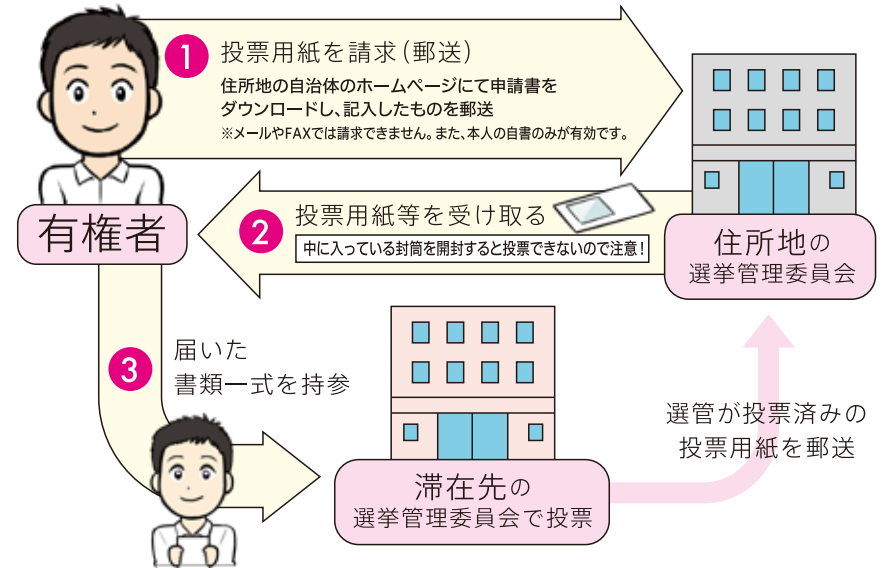 1 投票用紙を請求(郵送)
住所地の自治体のホームページにて申請書を
ダウンロードし、記入したものを郵送
※メールやFAXでは請求できません。また、本人の自書のみが有効です。
有権者
2 投票用紙等を受け取る
中に入っている封筒を開封すると投票できないので注意!
住所地の
選挙管理委員会
3 届いた
書類一式を持参
滞在先の
選挙管理委員会で投票
選管が投票済みの
投票用紙を郵送